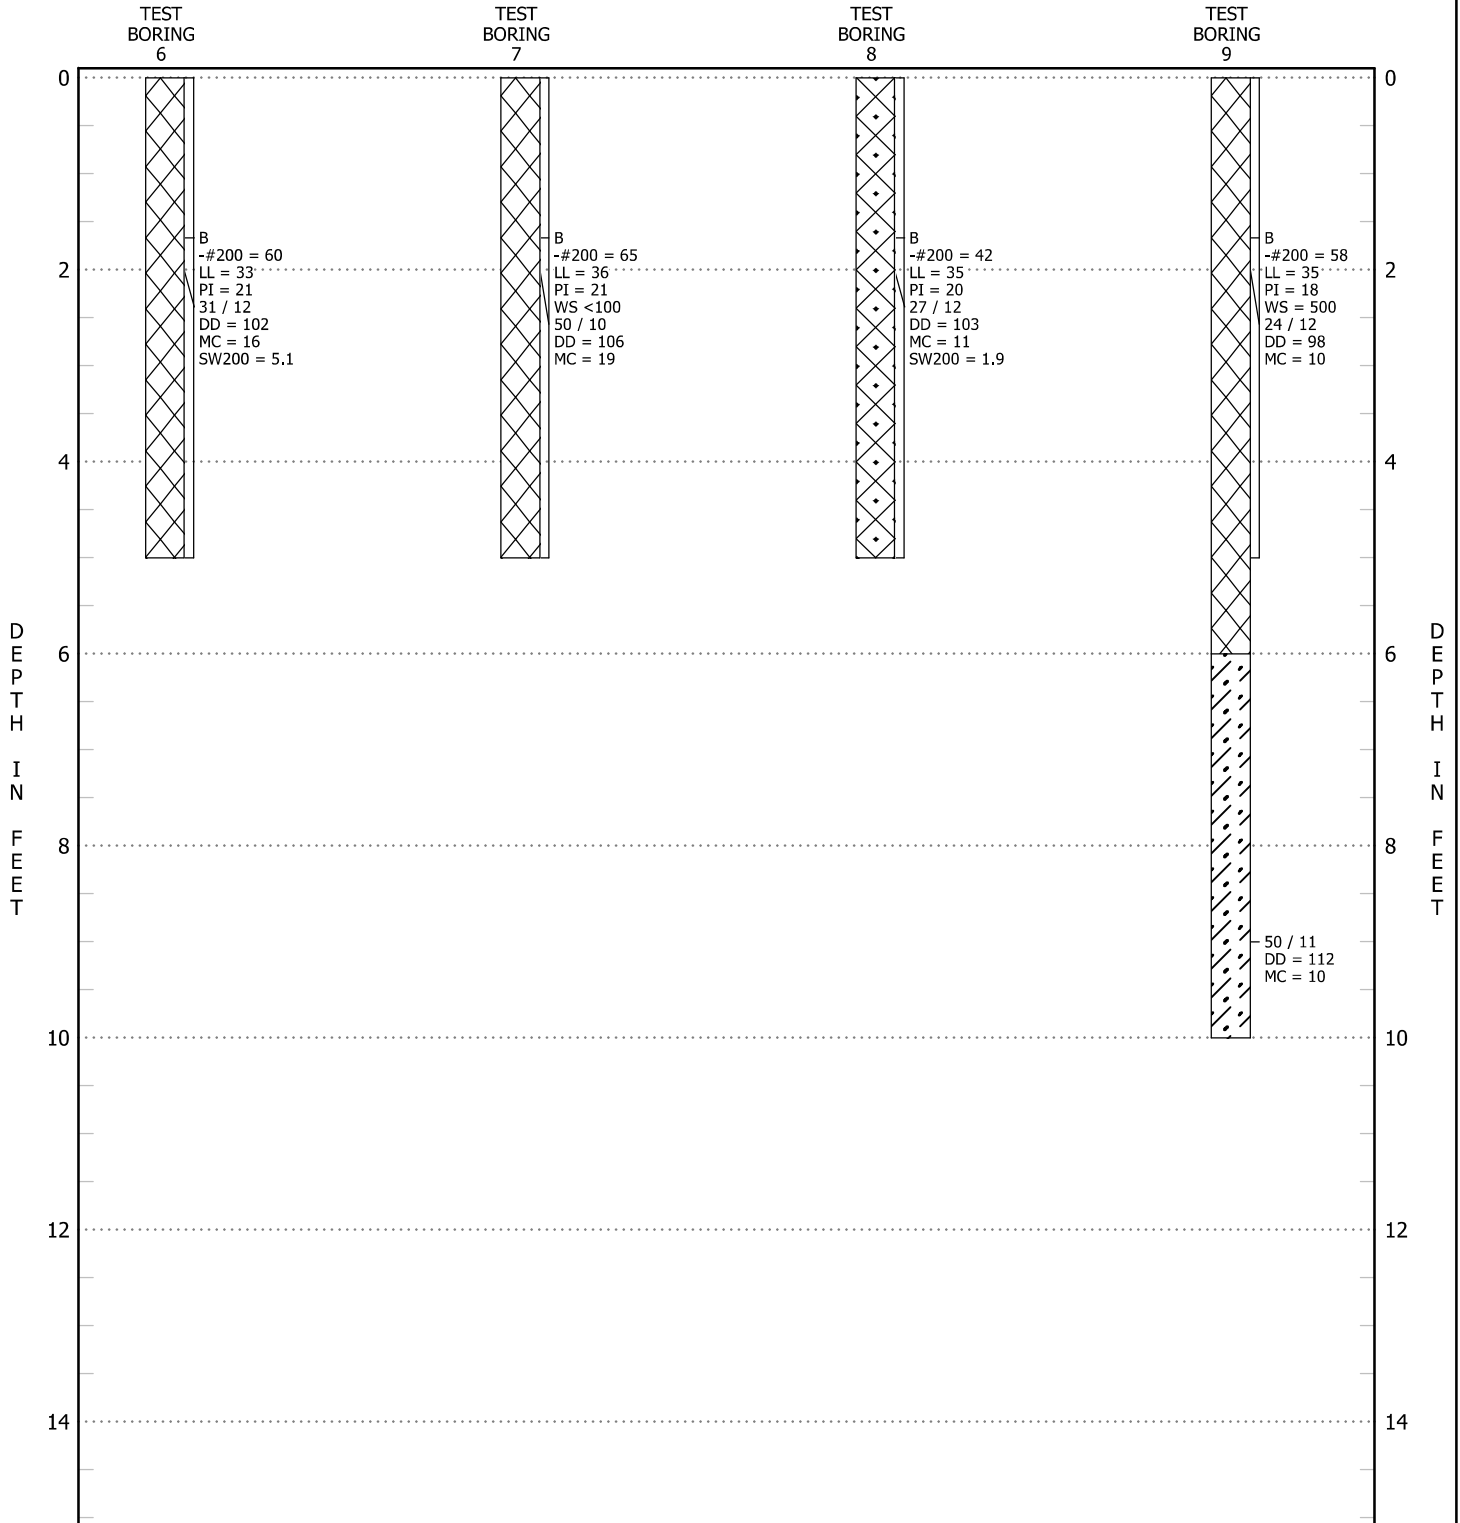 TEST
BORING
6
TEST
BORING
7
TEST
BORING
8
TEST
BORING
9
0
0
B
-#200 = 60
LL = 33
PI = 21
31 / 12
DD = 102
MC = 16
SW200 = 5.1
B
-#200 = 65
LL = 36
PI = 21
WS <100
50 / 10
DD = 106
MC = 19
B
-#200 = 42
LL = 35
PI = 20
27 / 12
DD = 103
MC = 11
SW200 = 1.9
B
-#200 = 58
LL = 35
PI = 18
WS = 500
24 / 12
DD = 98
MC = 10
2
2
4
4
6
6
8
8
50 / 11
DD = 112
MC = 10
10
10
12
12
14
14
DEPTH IN FEET
DEPTH IN FEET